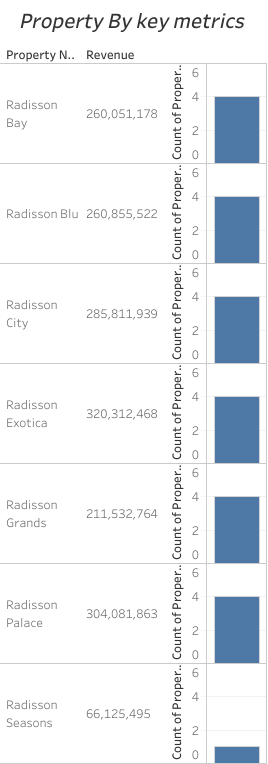 Property By key metrics
Property N.. Revenue
Radisson
Bay
260,051,178
Count of Proper..
6
4
2
0
Radisson Blu
260,855,522
Count of Proper..
6
4
2
0
Radisson
City
285,811,939
Count of Proper..
6
4
2
0
Radisson
Exotica
320,312,468
Count of Proper..
6
4
2
0
Radisson
Grands
211,532,764
Count of Proper..
6
4
2
0
Radisson
Palace
304,081,863
Count of Proper..
6
4
2
0
Radisson
Seasons
66,125,495
Count of Proper..
6
4
2
0